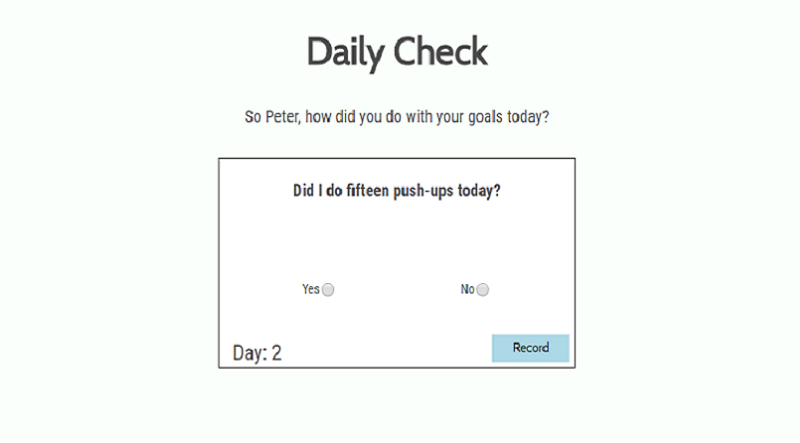 Daily Check
So Peter, how did you do with your goals today?
Did I do fifteen push-ups today?
Yes
No
Day: 2
Record